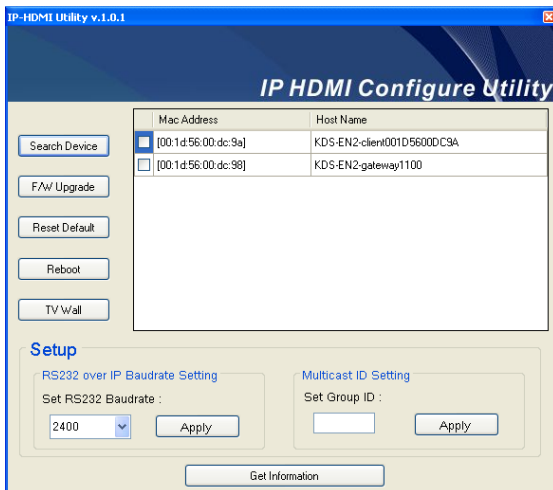 IP-HDMI Utility v.1.0.1
IP HDMI Configure Utility
Mac Address Host Name
Search Device
[00:1d:56:00:dc:9a] KDS-EN2-client001D5600DC9A
[00:1d:56:00:dc:98] KDS-EN2-gateway1100
F/W Upgrade
Reset Default
Reboot
TV Wall
Setup
RS232 over IP Baudrate Setting
Set RS232 Baudrate :
2400 Apply
Multicast ID Setting
Set Group ID :
Apply
Get Information